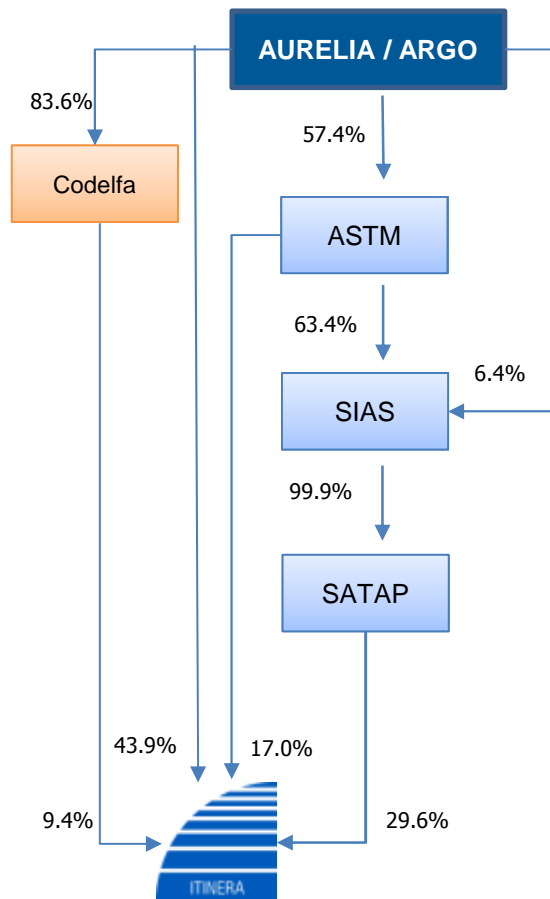 AURELIA / ARGO
83.6%
57.4%
Codelfa
ASTM
63.4%
6.4%
SIAS
99.9%
SATAP
43.9%
17.0%
9.4%
29.6%
ITINERA